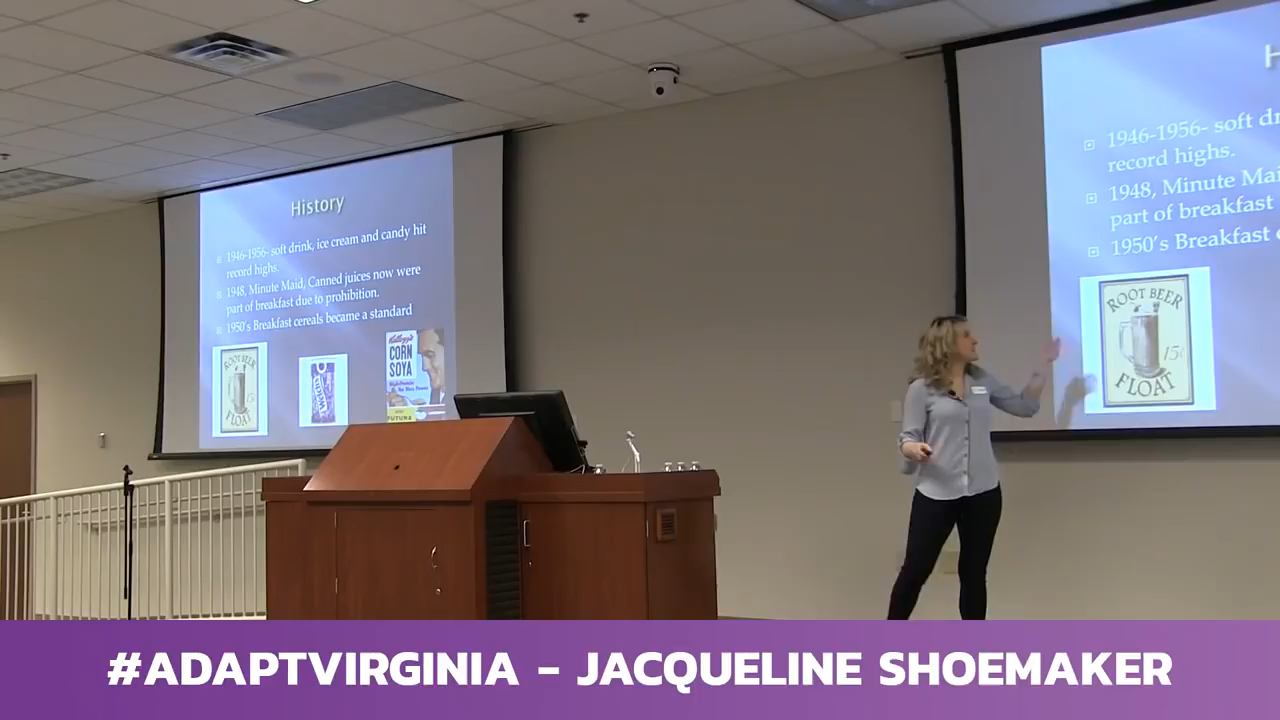 History
1946-1956- soft drink, ice cream and candy hit
record highs.
1948, Minute Maid, Canned juices now were
part of breakfast due to prohibition.
1950's Breakfast cereals became a standard
ROOT BEER
15¢
FLOAT
Kellogg's
CORN
SOYA
FUTURA
H
1946-1956- soft dr
record highs.
1948, Minute Mai
part of breakfast
1950's Breakfast c
ROOT BEER
15¢
FLOAT
#ADAPTVIRGINIA - JACQUELINE SHOEMAKER